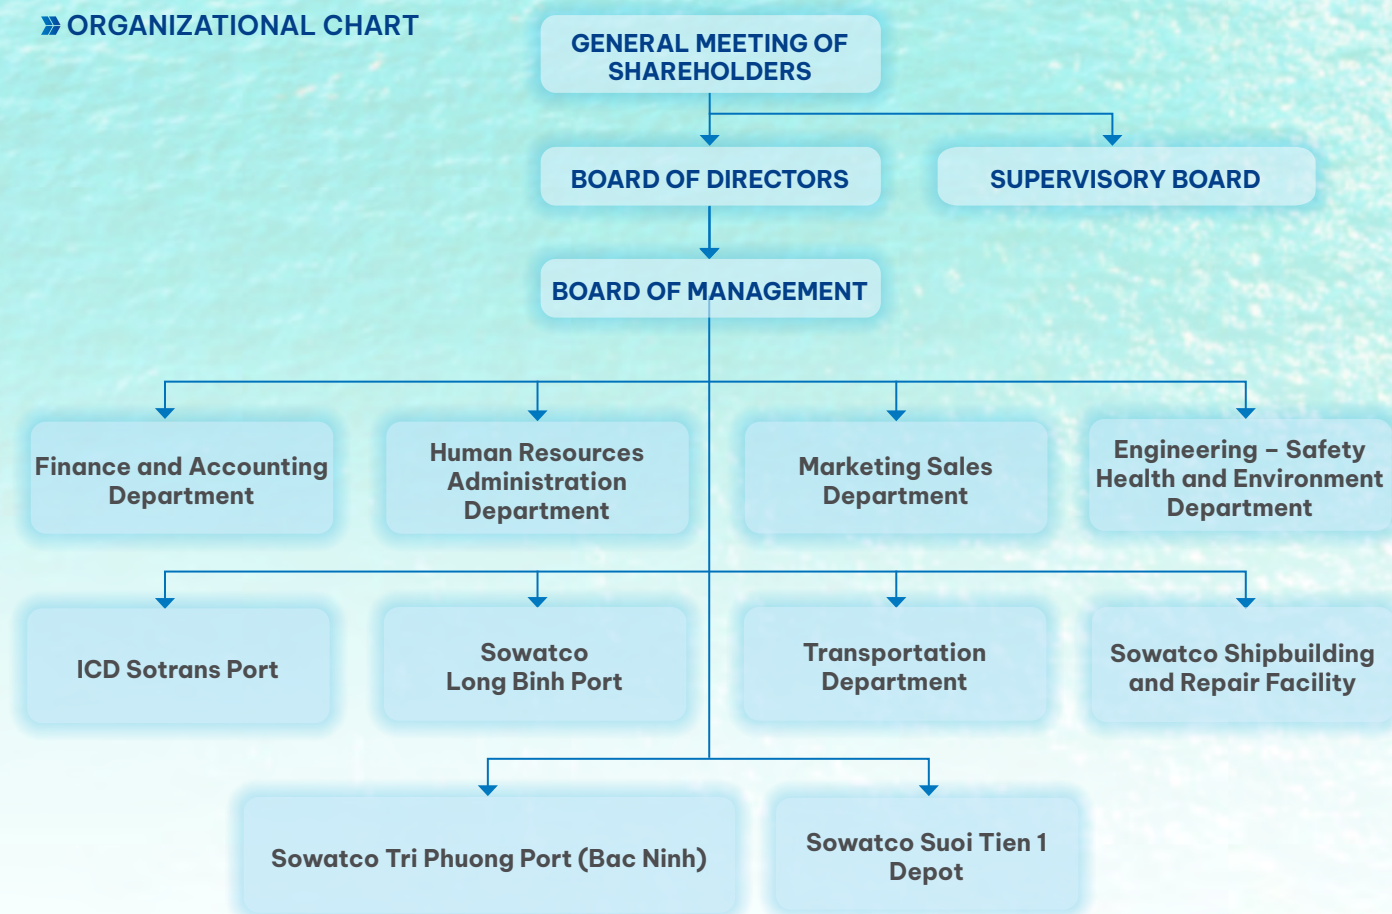 ORGANIZATIONAL CHART
GENERAL MEETING OF
SHAREHOLDERS
BOARD OF DIRECTORS
SUPERVISORY BOARD
BOARD OF MANAGEMENT
Finance and Accounting
Department
Human Resources
Administration
Department
Marketing Sales
Department
Engineering – Safety
Health and Environment
Department
ICD Sotrans Port
Sowatco
Long Binh Port
Transportation
Department
Sowatco Shipbuilding
and Repair Facility
Sowatco Tri Phuong Port (Bac Ninh)
Sowatco Suoi Tien 1
Depot